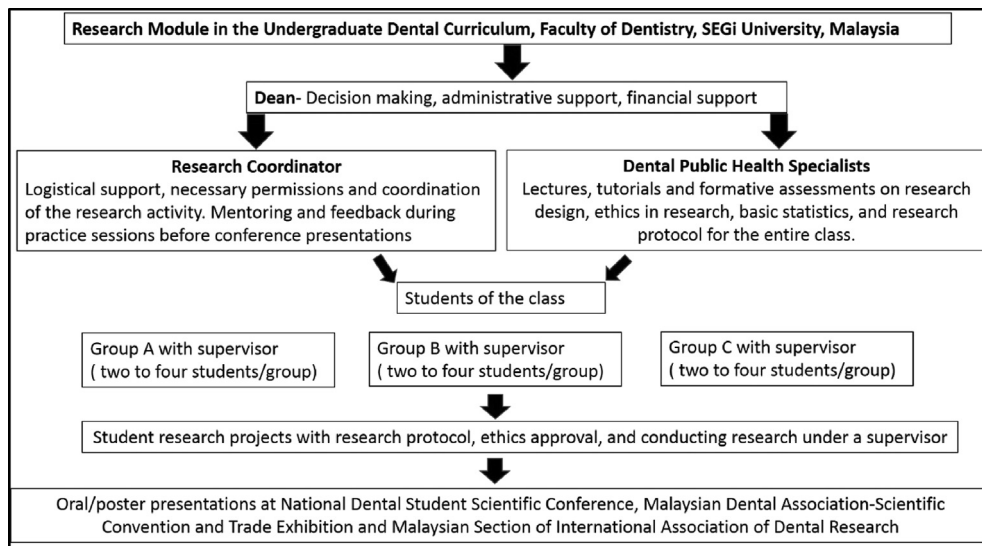 Research Module in the Undergraduate Dental Curriculum, Faculty of Dentistry, SEGi University, Malaysia
Dean- Decision making, administrative support, financial support
Research Coordinator
Logistical support, necessary permissions and coordination
of the research activity. Mentoring and feedback during
practice sessions before conference presentations
Dental Public Health Specialists
Lectures, tutorials and formative assessments on research
design, ethics in research, basic statistics, and research
protocol for the entire class.
Students of the class
Group A with supervisor
( two to four students/group)
Group B with supervisor
( two to four students/group)
Group C with supervisor
( two to four students/group)
Student research projects with research protocol, ethics approval, and conducting research under a supervisor
Oral/poster presentations at National Dental Student Scientific Conference, Malaysian Dental Association-Scientific
Convention and Trade Exhibition and Malaysian Section of International Association of Dental Research